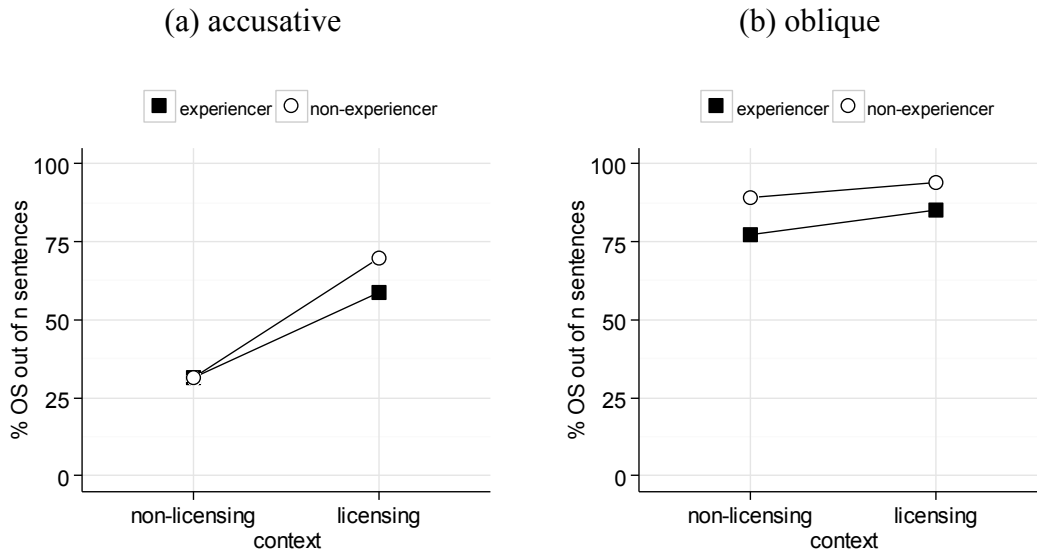 (a) accusative
experiencer non-experiencer
100
75
50
25
0
% OS out of n sentences
non-licensing licensing
context
(b) oblique
experiencer non-experiencer
100
75
50
25
0
% OS out of n sentences
non-licensing licensing
context